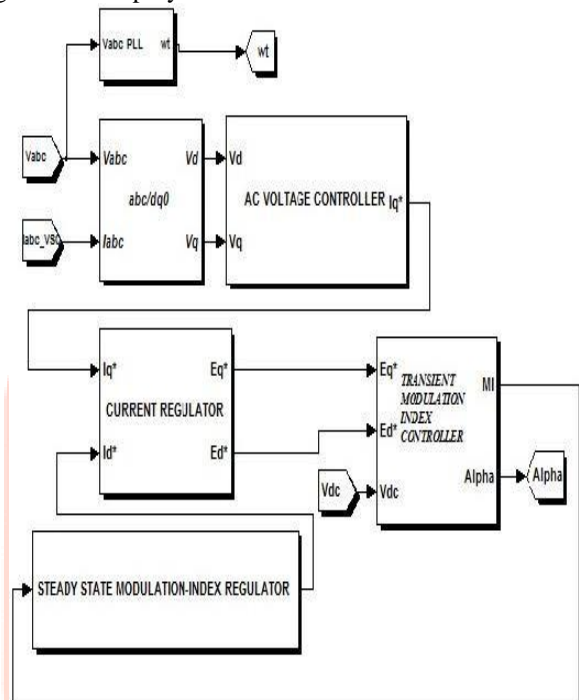 Vabc PLL wt
wt
Vabc
Vabc Vd
Vd
abc/dq0
AC VOLTAGE CONTROLLER Iq*
Iabc_VSC
Iabc Vq
Vq
Iq* Eq*
CURRENT REGULATOR
Id* Ed*
Eq* MI
TRANSIENT
MODULATION
INDEX
CONTROLLER
Ed*
Vdc
Vdc
Alpha
Alpha
STEADY STATE MODULATION-INDEX REGULATOR